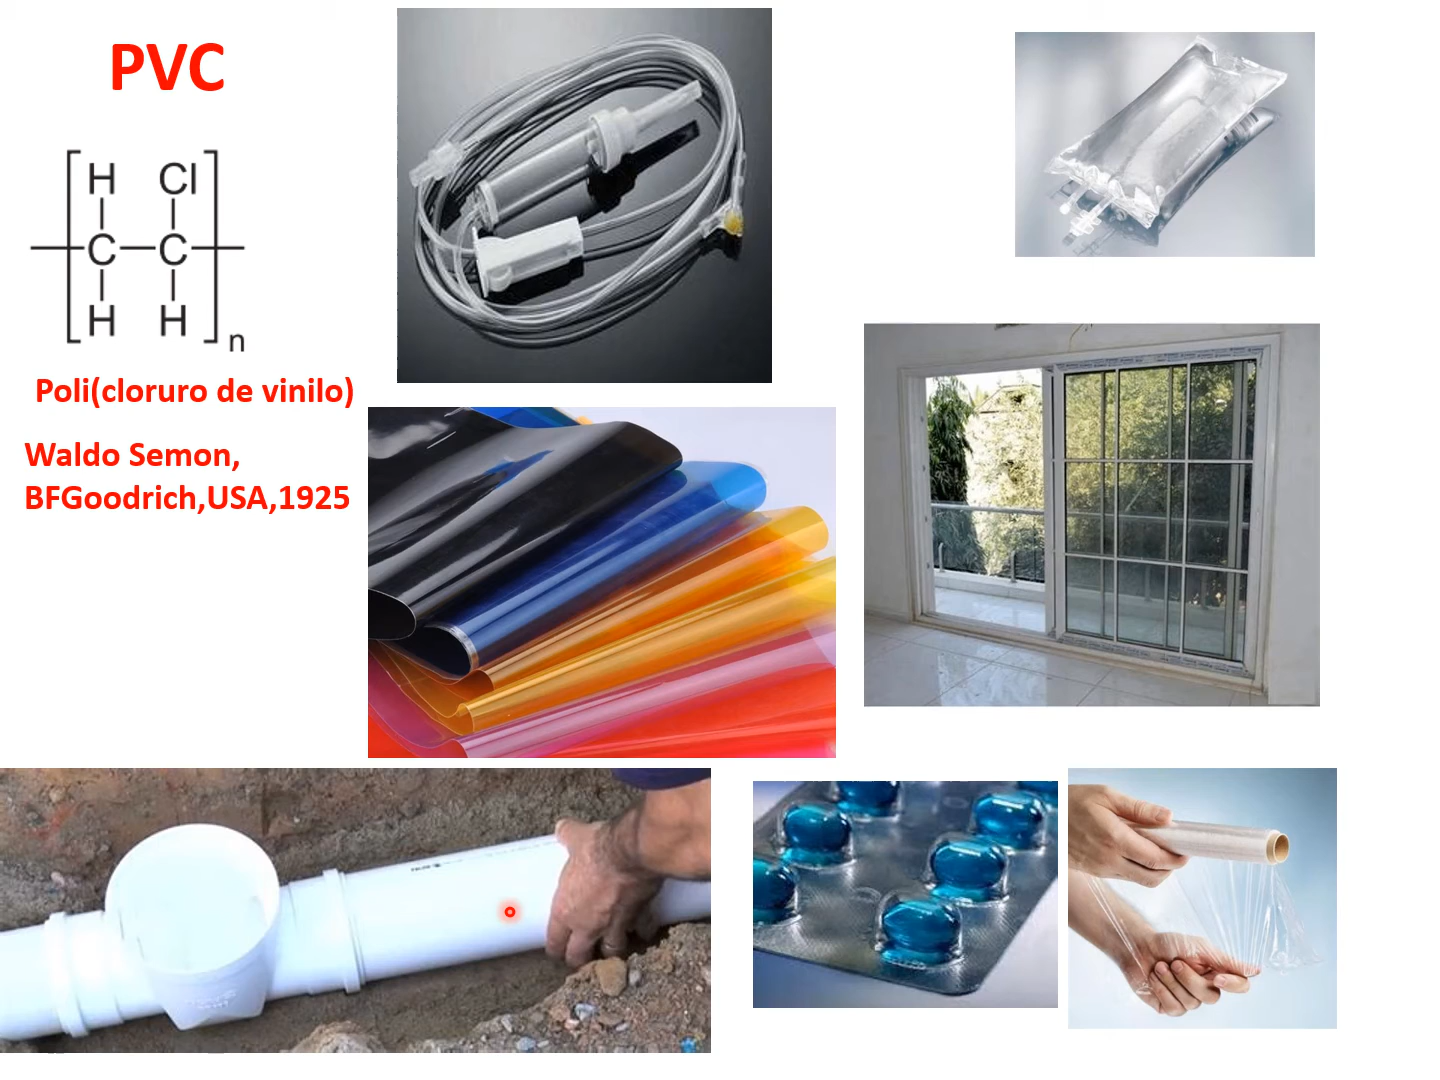 PVC
H Cl
C C
H H
n
Poli(cloruro de vinilo)
Waldo Semon,
BFGoodrich,USA,1925